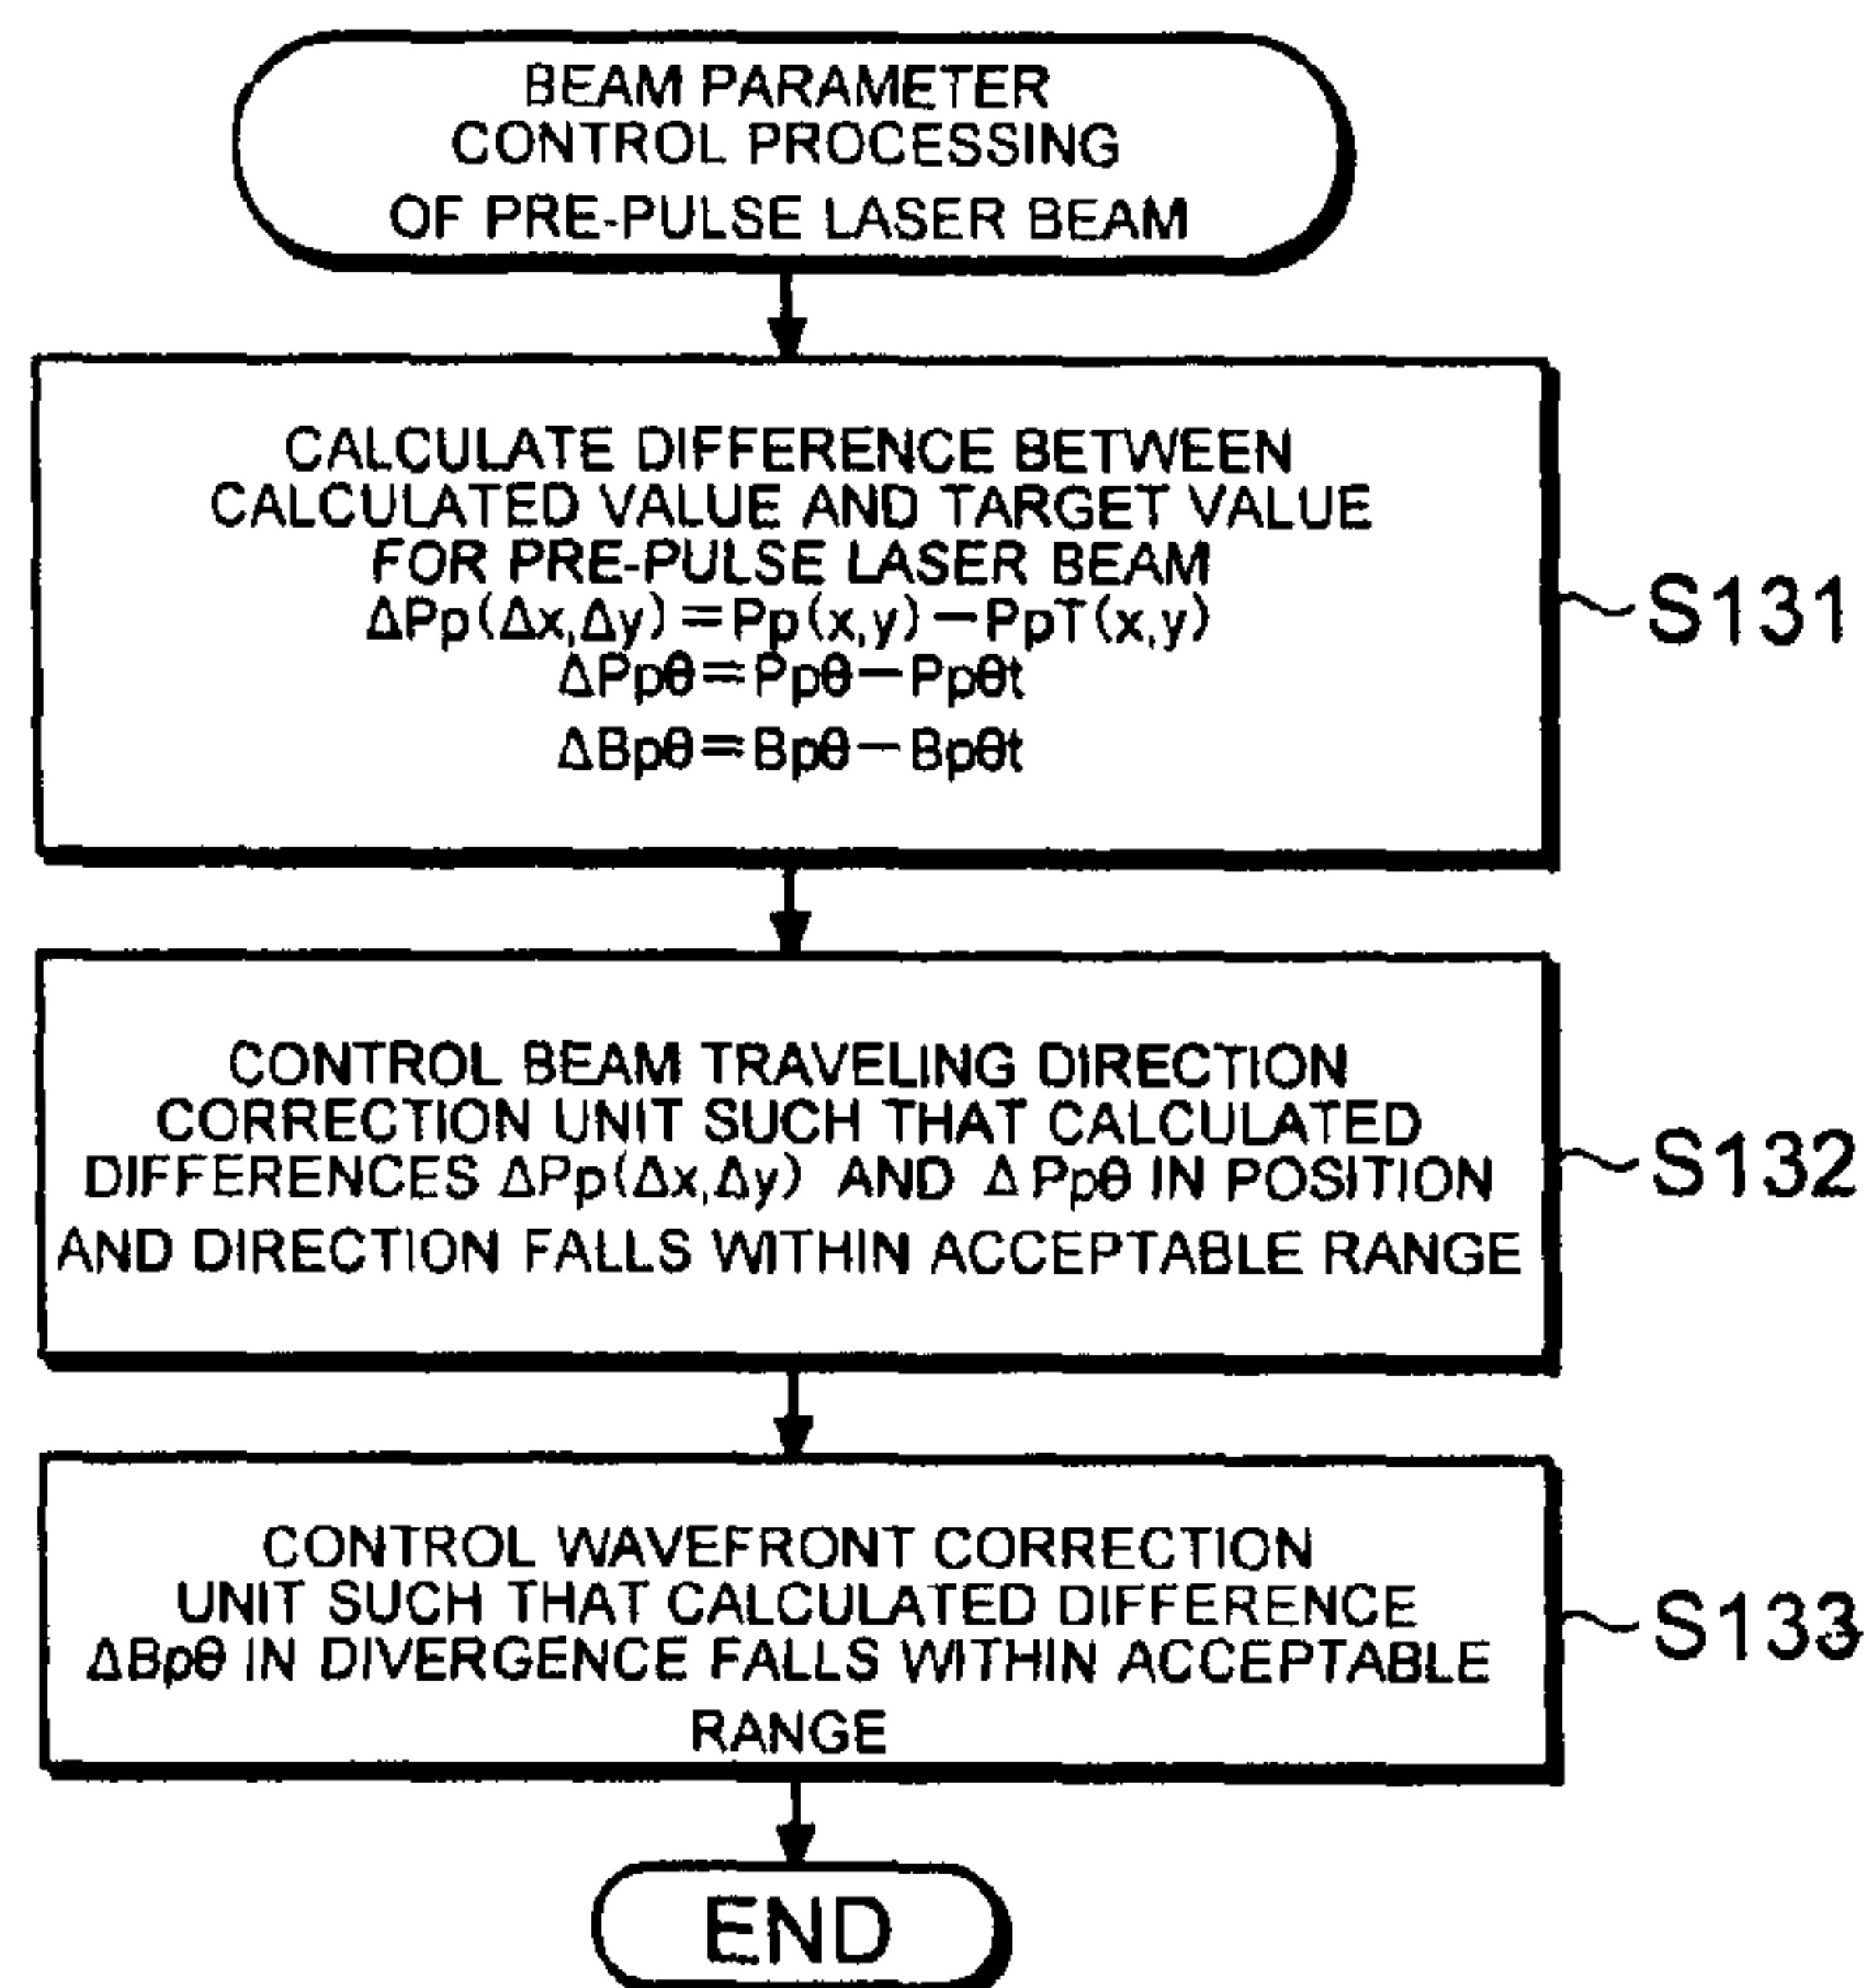 BEAM PARAMETER
CONTROL PROCESSING
OF PRE-PULSE LASER BEAM
CALCULATE DIFFERENCE BETWEEN
CALCULATED VALUE AND TARGET VALUE
FOR PRE-PULSE LASER BEAM
ΔPp(Δx,Δy)=Pp(x,y)−PpT(x,y)
ΔPpθ=Ppθ−Ppθt
ΔBpθ=Bpθ−Bpθt
S131
CONTROL BEAM TRAVELING DIRECTION
CORRECTION UNIT SUCH THAT CALCULATED
DIFFERENCES ΔPp(Δx,Δy) AND ΔPpθ IN POSITION
AND DIRECTION FALLS WITHIN ACCEPTABLE RANGE
S132
CONTROL WAVEFRONT CORRECTION
UNIT SUCH THAT CALCULATED DIFFERENCE
ΔBpθ IN DIVERGENCE FALLS WITHIN ACCEPTABLE
RANGE
S133
END